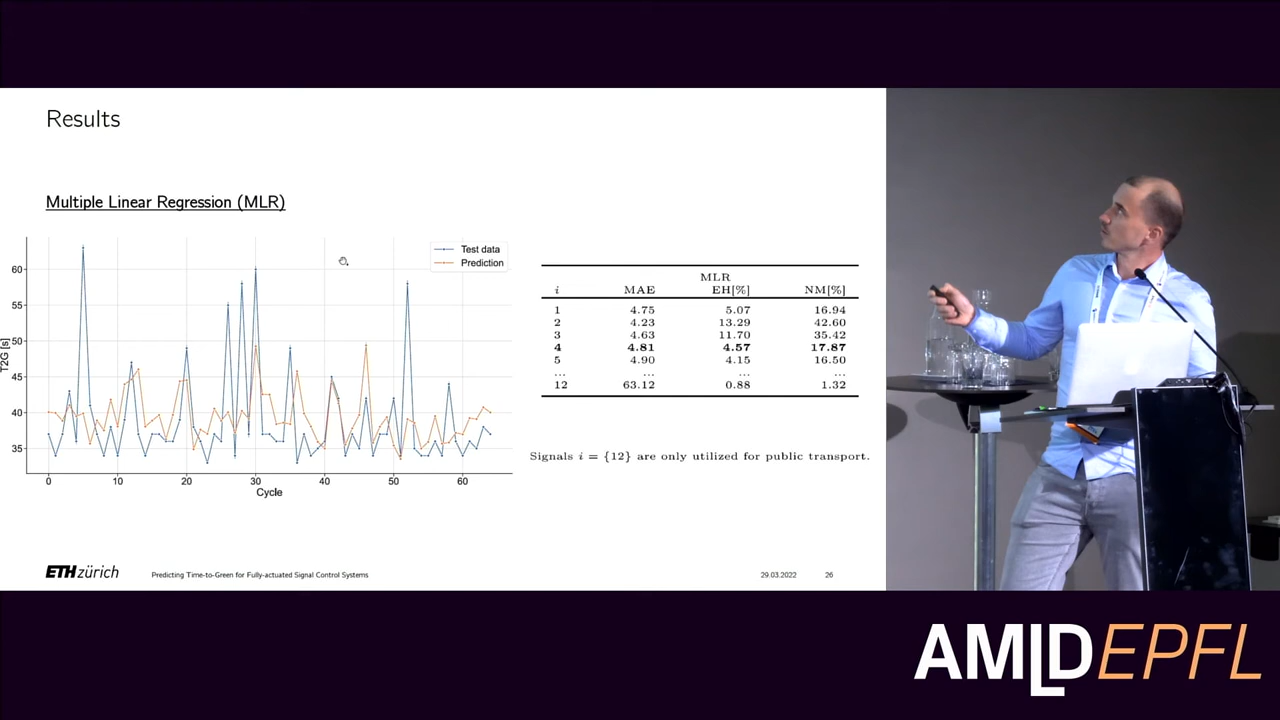 Results
Multiple Linear Regression (MLR)
Test data
Prediction
T2G [s]
60
55
50
45
40
35
0 10 20 30 40 50 60
Cycle
MLR
i MAE EH[%] NM[%]
1 4.75 5.07 16.94
2 4.23 13.29 42.60
3 4.63 11.70 35.42
4 4.81 4.57 17.87
5 4.90 4.15 16.50
... ... ...
12 63.12 0.88 1.32
Signals i = {12} are only utilized for public transport.
ETH zürich
Predicting Time-to-Green for Fully-actuated Signal Control Systems
29.03.2022
26
AMLDEPFL